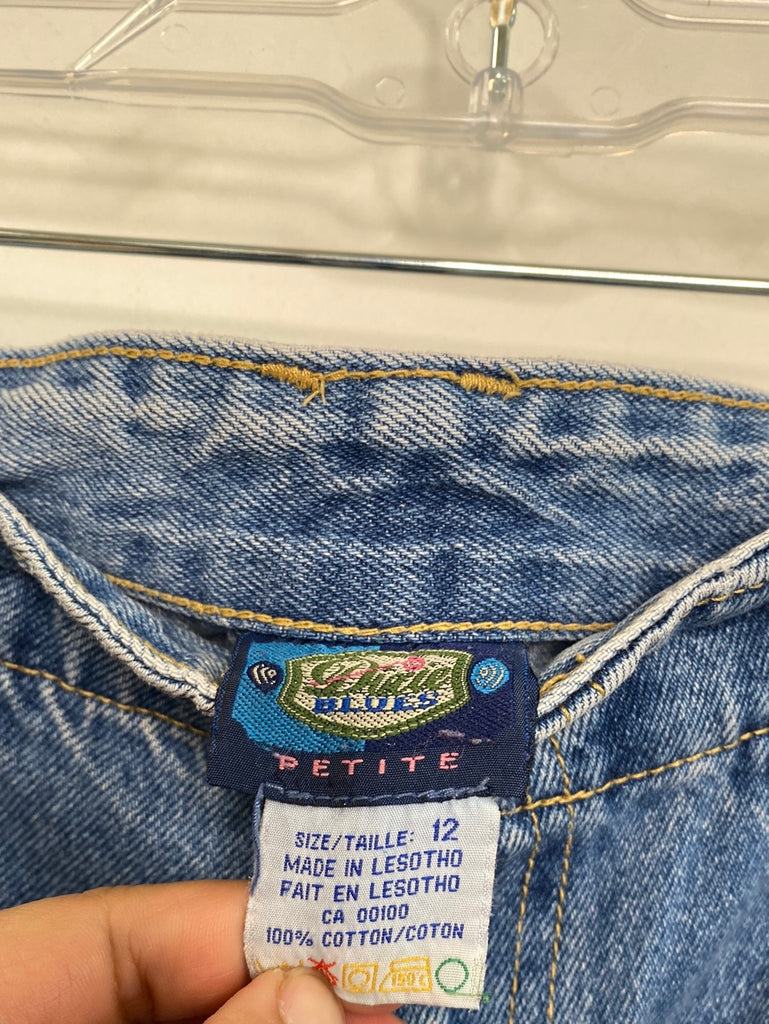 Dixie
BLUES
PETITE
SIZE/TAILLE: 12
MADE IN LESOTHO
FAIT EN LESOTHO
CA 00100
100% COTTON/COTON